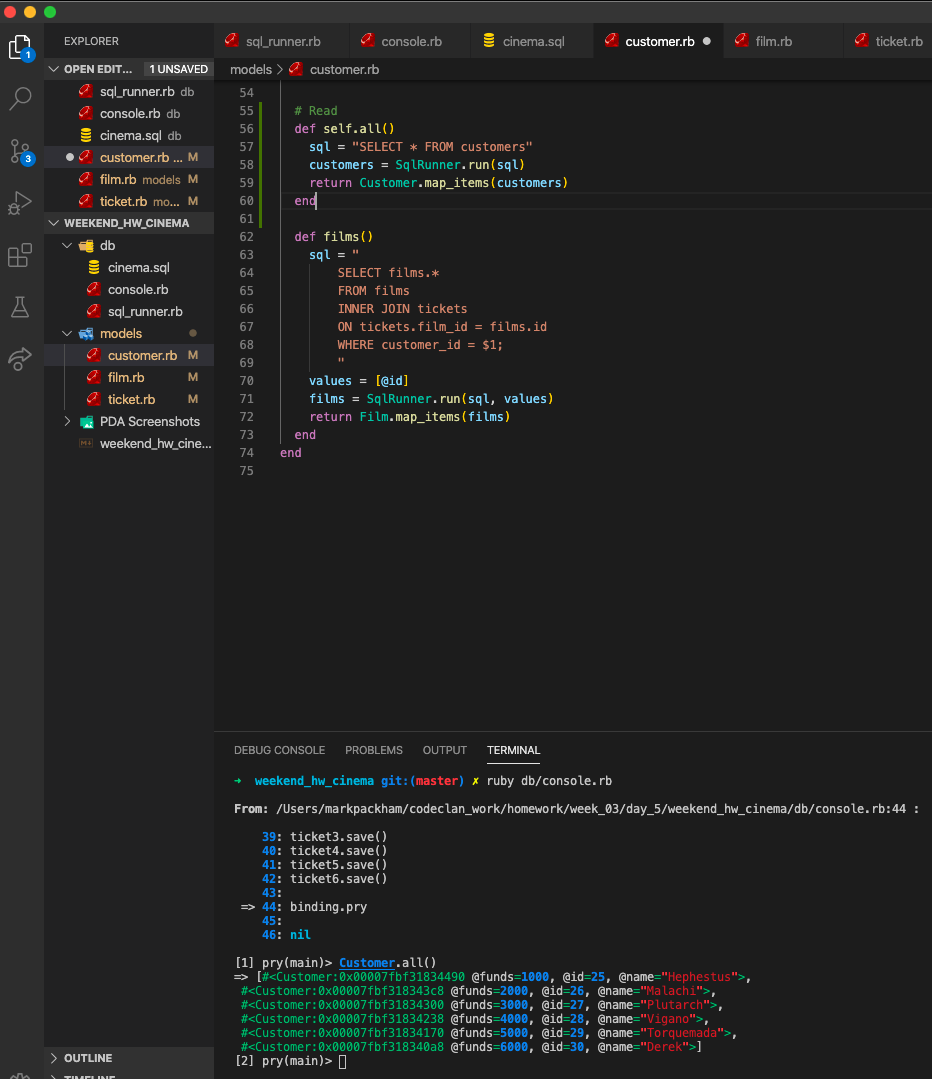 EXPLORER
sql_runner.rb
console.rb
cinema.sql
customer.rb
film.rb
ticket.rb
1
OPEN EDIT... 1 UNSAVED
models > customer.rb
sql_runner.rb db
console.rb db
cinema.sql db
customer.rb ... M
film.rb models M
ticket.rb mo... M
3
WEEKEND_HW_CINEMA
db
cinema.sql
console.rb
sql_runner.rb
models
customer.rb M
film.rb M
ticket.rb M
PDA Screenshots
weekend_hw_cine...
OUTLINE
TIMELINE
54
55 # Read
56 def self.all()
57 sql = "SELECT * FROM customers"
58 customers = SqlRunner.run(sql)
59 return Customer.map_items(customers)
60 end
61
62 def films()
63 sql = "
64 SELECT films.*
65 FROM films
66 INNER JOIN tickets
67 ON tickets.film_id = films.id
68 WHERE customer_id = $1;
69 "
70 values = [@id]
71 films = SqlRunner.run(sql, values)
72 return Film.map_items(films)
73 end
74 end
75
DEBUG CONSOLE PROBLEMS OUTPUT TERMINAL
➜ weekend_hw_cinema git:(master) ✗ ruby db/console.rb
From: /Users/markpackham/codeclan_work/homework/week_03/day_5/weekend_hw_cinema/db/console.rb:44 :
39: ticket3.save()
40: ticket4.save()
41: ticket5.save()
42: ticket6.save()
43:
=> 44: binding.pry
45:
46: nil
[1] pry(main)> Customer.all()
=> [#<Customer:0x00007fbf31834490 @funds=1000, @id=25, @name="Hephestus">,
#<Customer:0x00007fbf318343c8 @funds=2000, @id=26, @name="Malachi">,
#<Customer:0x00007fbf31834300 @funds=3000, @id=27, @name="Plutarch">,
#<Customer:0x00007fbf31834238 @funds=4000, @id=28, @name="Vigano">,
#<Customer:0x00007fbf31834170 @funds=5000, @id=29, @name="Torquemada">,
#<Customer:0x00007fbf318340a8 @funds=6000, @id=30, @name="Derek">]
[2] pry(main)>